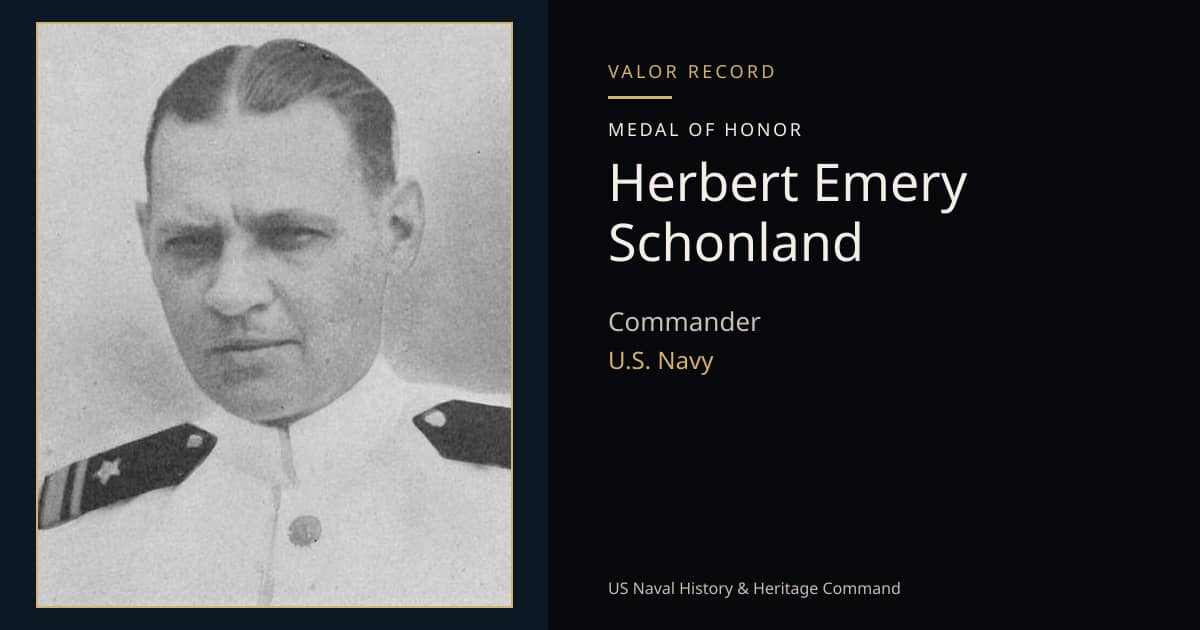 VALOR RECORD
MEDAL OF HONOR
Herbert Emery
Schonland
Commander
U.S. Navy
US Naval History & Heritage Command